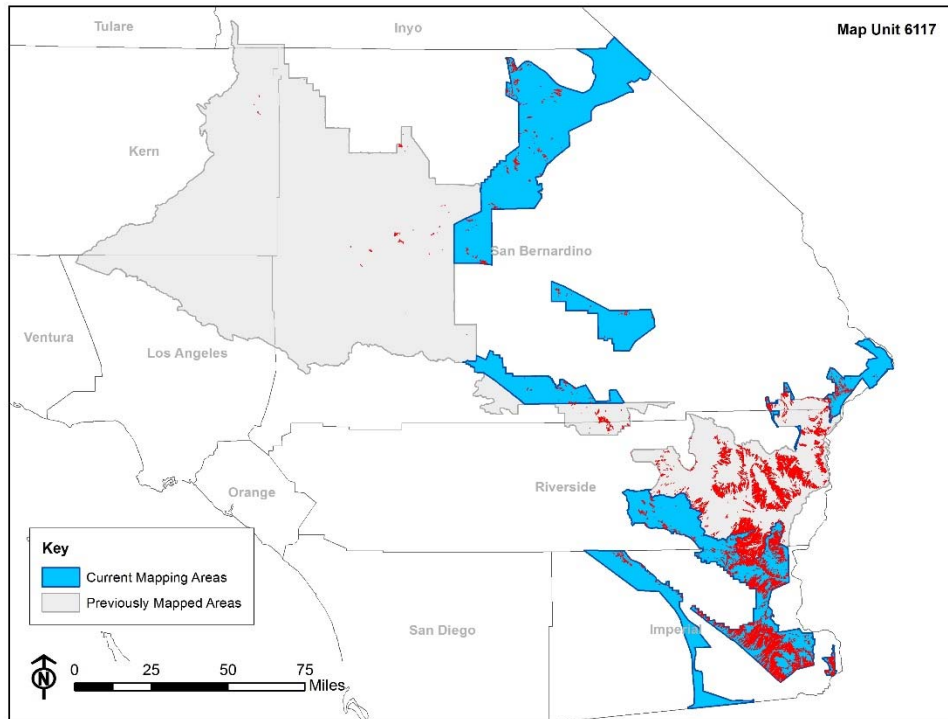 Tulare
Inyo
Map Unit 6117
Kern
San Bernardino
Ventura
Los Angeles
Orange
Riverside
Key
Current Mapping Areas
Previously Mapped Areas
San Diego
Imperial
N
0 25 50 75
Miles